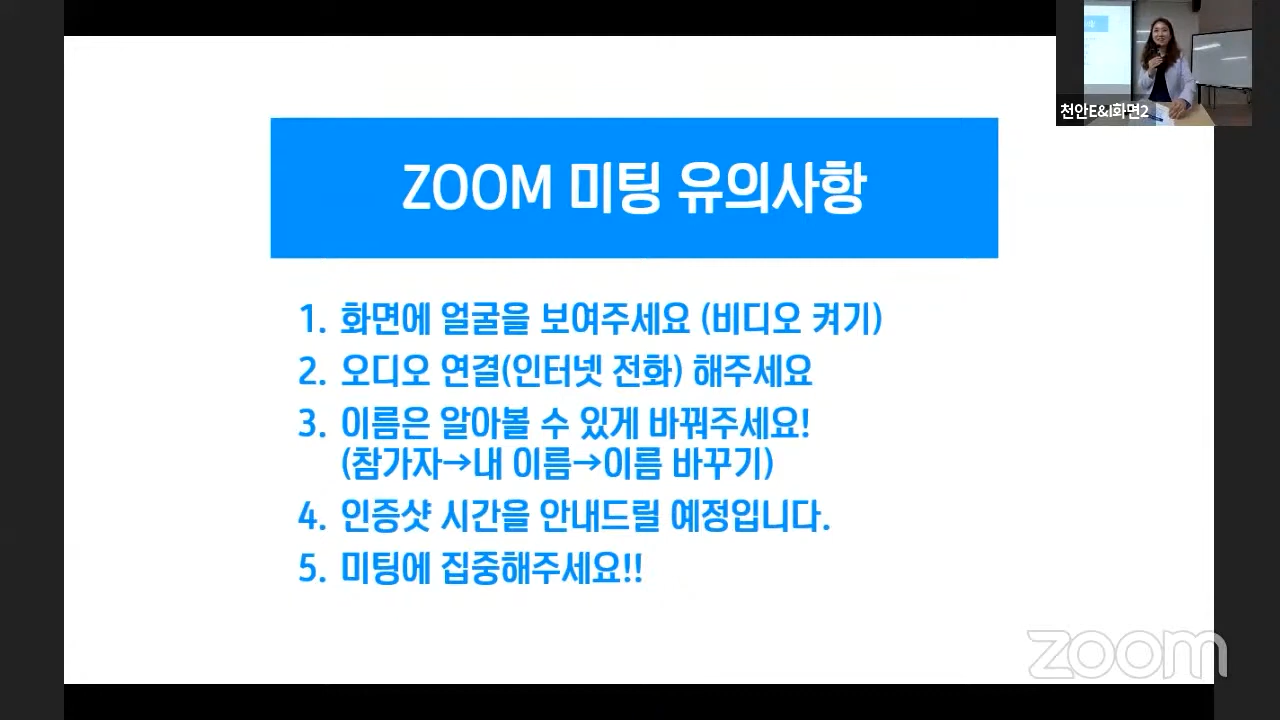 천안E&I화면2
ZOOM 미팅 유의사항
1. 화면에 얼굴을 보여주세요 (비디오 켜기)
2. 오디오 연결(인터넷 전화) 해주세요
3. 이름은 알아볼 수 있게 바꿔주세요!
(참가자→내 이름→이름 바꾸기)
4. 인증샷 시간을 안내드릴 예정입니다.
5. 미팅에 집중해주세요!!
zoom